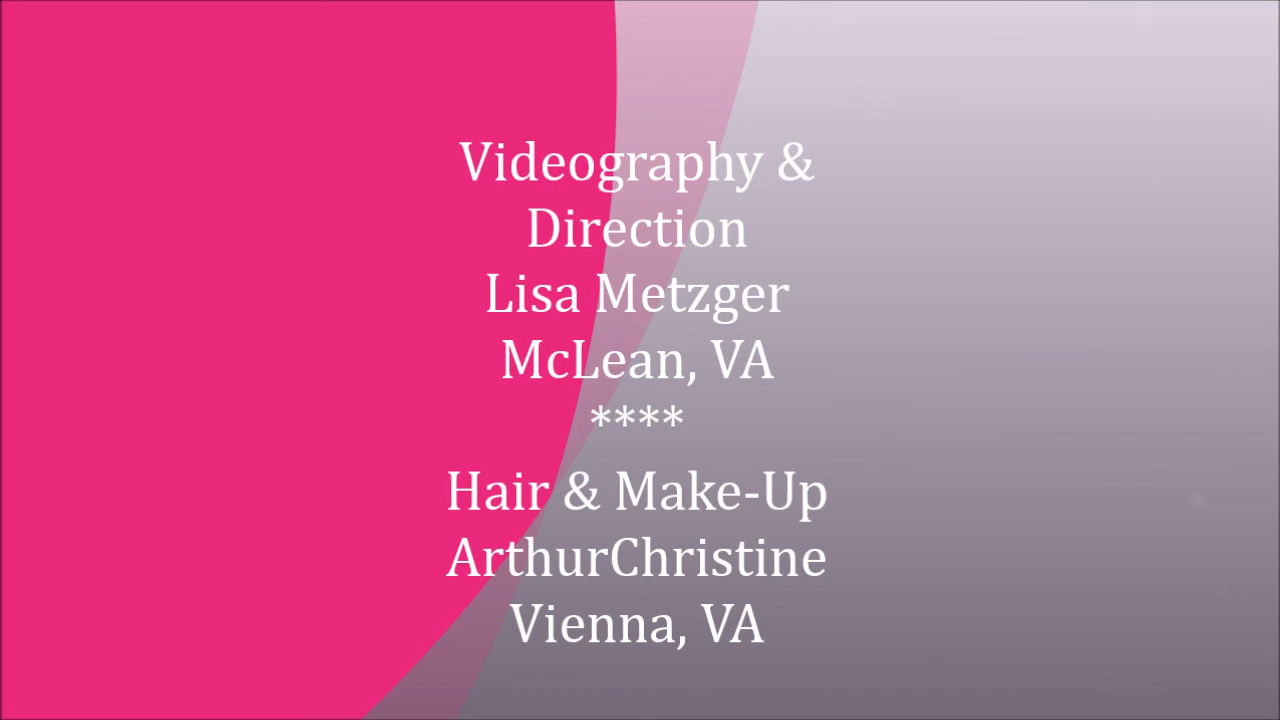 Videography &
Direction
Lisa Metzger
McLean, VA
****
Hair & Make-Up
ArthurChristine
Vienna, VA